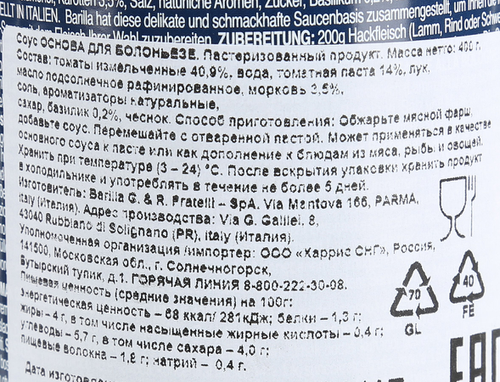 Karotten 3,5%, Salz, natürliche Aromen, Zucker, Basilikum
ELT IN ITALIEN. Barilla hat diese delikate und schmackhafte Saucenbasis zusammengestellt, um
dem Fleisch Ihrer Wahl zuzubereiten. ZUBEREITUNG: 200g Hackfleisch (Lamm, Rind oder Schwein
Соус ОСНОВА ДЛЯ БОЛОНЬЕЗЕ. Пастеризованный продукт. Масса нетто: 400 г.
Состав: томаты измельченные 40,9%, вода, томатная паста 14%, лук,
масло подсолнечное рафинированное, морковь 3,5%,
соль, ароматизаторы натуральные,
сахар, базилик 0,2%, чеснок. Способ приготовления: Обжарьте мясной фарш,
добавьте соус. Перемешайте с отваренной пастой. Может применяться в качестве
основного соуса к пасте или как дополнение к блюдам из мяса, рыбы и овощей.
Хранить при температуре (3 – 24) °C. После вскрытия упаковки хранить продукт
в холодильнике и употреблять в течение не более 5 дней.
Изготовитель: Barilla G. & R. Fratelli – SpA. Via Mantova 166, PARMA,
Italy (Италия). Адрес производства: Via G. Galilei, 8,
43040 Rubbiano di Solignano (PR), Italy (Италия).
Уполномоченная организация /импортер: ООО «Харрис СНГ», Россия,
141500, Московская обл., г. Солнечногорск,
Бутырский тупик, д.1. ГОРЯЧАЯ ЛИНИЯ 8-800-222-30-08.
Пищевая ценность (средние значения) на 100г:
энергетическая ценность – 68 ккал/ 281кДж; белки – 1,3 г;
жиры – 4 г, в том числе насыщенные жирные кислоты – 0,4 г;
углеводы – 5,7 г, в том числе сахара – 4,0 г;
пищевые волокна – 1,8 г; натрий – 0,4 г.
70
GL
40
FE
EAC
Дата изготовления